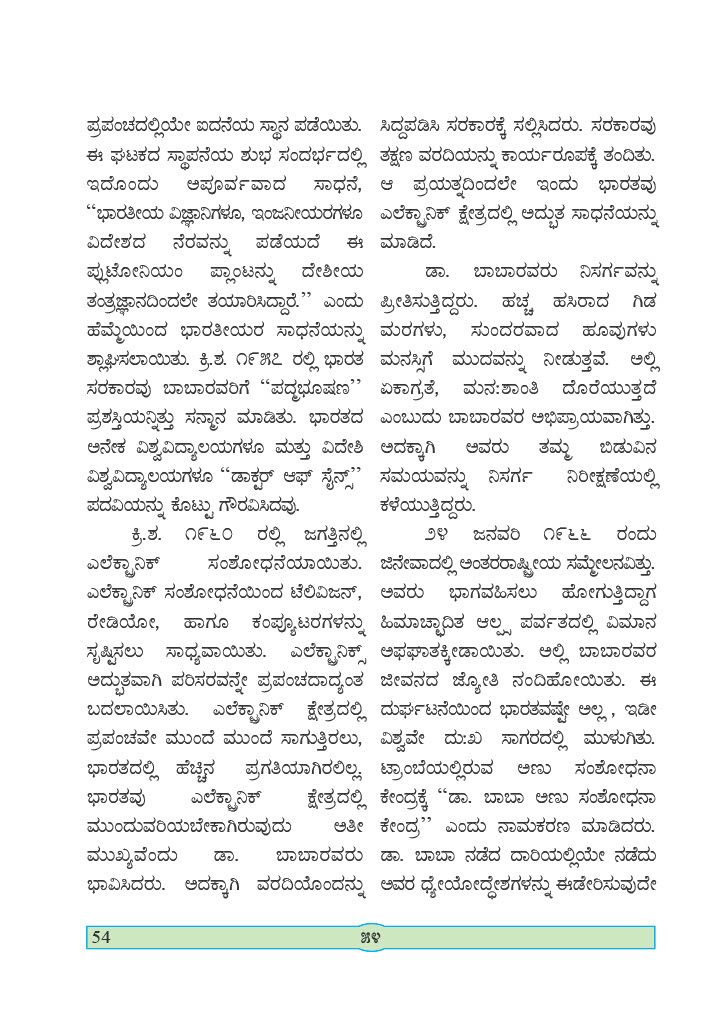 ಪ್ರಪಂಚದಲ್ಲಿಯೇ ಐದನೆಯ ಸ್ಥಾನ ಪಡೆಯಿತು.
ಈ ಘಟಕದ ಸ್ಥಾಪನೆಯ ಶುಭ ಸಂದರ್ಭದಲ್ಲಿ
ಇದೊಂದು ಅಪೂರ್ವವಾದ ಸಾಧನೆ,
‘‘ಭಾರತೀಯ ವಿಜ್ಞಾನಿಗಳೂ, ಇಂಜನೀಯರಗಳೂ
ವಿದೇಶದ ನೆರವನ್ನು ಪಡೆಯದೆ ಈ
ಪ್ಲುಟೋನಿಯಂ ಪ್ಲಾಂಟನ್ನು ದೇಶೀಯ
ತಂತ್ರಜ್ಞಾನದಿಂದಲೇ ತಯಾರಿಸಿದ್ದಾರೆ.’’ ಎಂದು
ಹೆಮ್ಮೆಯಿಂದ ಭಾರತೀಯರ ಸಾಧನೆಯನ್ನು
ಶ್ಲಾಘಿಸಲಾಯಿತು. ಕ್ರಿ.ಶ. ೧೯೫೭ ರಲ್ಲಿ ಭಾರತ
ಸರಕಾರವು ಬಾಬಾರವರಿಗೆ ‘‘ಪದ್ಮಭೂಷಣ’’
ಪ್ರಶಸ್ತಿಯನ್ನಿತ್ತು ಸನ್ಮಾನ ಮಾಡಿತು. ಭಾರತದ
ಅನೇಕ ವಿಶ್ವವಿದ್ಯಾಲಯಗಳೂ ಮತ್ತು ವಿದೇಶಿ
ವಿಶ್ವವಿದ್ಯಾಲಯಗಳೂ ‘‘ಡಾಕ್ಟರ್ ಆಫ್ ಸೈನ್ಸ್’’
ಪದವಿಯನ್ನು ಕೊಟ್ಟು ಗೌರವಿಸಿದವು.
ಕ್ರಿ.ಶ. ೧೯೬೦ ರಲ್ಲಿ ಜಗತ್ತಿನಲ್ಲಿ
ಎಲೆಕ್ಟ್ರಾನಿಕ್ ಸಂಶೋಧನೆಯಾಯಿತು.
ಎಲೆಕ್ಟ್ರಾನಿಕ್ ಸಂಶೋಧನೆಯಿಂದ ಟೆಲಿವಿಜನ್,
ರೇಡಿಯೋ, ಹಾಗೂ ಕಂಪ್ಯೂಟರಗಳನ್ನು
ಸೃಷ್ಟಿಸಲು ಸಾಧ್ಯವಾಯಿತು. ಎಲೆಕ್ಟ್ರಾನಿಕ್ಸ್
ಅದ್ಭುತವಾಗಿ ಪರಿಸರವನ್ನೇ ಪ್ರಪಂಚದಾದ್ಯಂತ
ಬದಲಾಯಿಸಿತು. ಎಲೆಕ್ಟ್ರಾನಿಕ್ ಕ್ಷೇತ್ರದಲ್ಲಿ
ಪ್ರಪಂಚವೇ ಮುಂದೆ ಮುಂದೆ ಸಾಗುತ್ತಿರಲು,
ಭಾರತದಲ್ಲಿ ಹೆಚ್ಚಿನ ಪ್ರಗತಿಯಾಗಿರಲಿಲ್ಲ.
ಭಾರತವು ಎಲೆಕ್ಟ್ರಾನಿಕ್ ಕ್ಷೇತ್ರದಲ್ಲಿ
ಮುಂದುವರಿಯಬೇಕಾಗಿರುವುದು ಅತೀ
ಮುಖ್ಯವೆಂದು ಡಾ. ಬಾಬಾರವರು
ಭಾವಿಸಿದರು. ಅದಕ್ಕಾಗಿ ವರದಿಯೊಂದನ್ನು
ಸಿದ್ದಪಡಿಸಿ ಸರಕಾರಕ್ಕೆ ಸಲ್ಲಿಸಿದರು. ಸರಕಾರವು
ತಕ್ಷಣ ವರದಿಯನ್ನು ಕಾರ್ಯರೂಪಕ್ಕೆ ತಂದಿತು.
ಆ ಪ್ರಯತ್ನದಿಂದಲೇ ಇಂದು ಭಾರತವು
ಎಲೆಕ್ಟ್ರಾನಿಕ್ ಕ್ಷೇತ್ರದಲ್ಲಿ ಅದ್ಭುತ ಸಾಧನೆಯನ್ನು
ಮಾಡಿದೆ.
ಡಾ. ಬಾಬಾರವರು ನಿಸರ್ಗವನ್ನು
ಪ್ರೀತಿಸುತ್ತಿದ್ದರು. ಹಚ್ಚ ಹಸಿರಾದ ಗಿಡ
ಮರಗಳು, ಸುಂದರವಾದ ಹೂವುಗಳು
ಮನಸ್ಸಿಗೆ ಮುದವನ್ನು ನೀಡುತ್ತವೆ. ಅಲ್ಲಿ
ಏಕಾಗ್ರತೆ, ಮನ:ಶಾಂತಿ ದೊರೆಯುತ್ತದೆ
ಎಂಬುದು ಬಾಬಾರವರ ಅಭಿಪ್ರಾಯವಾಗಿತ್ತು.
ಅದಕ್ಕಾಗಿ ಅವರು ತಮ್ಮ ಬಿಡುವಿನ
ಸಮಯವನ್ನು ನಿಸರ್ಗ ನಿರೀಕ್ಷಣೆಯಲ್ಲಿ
ಕಳೆಯುತ್ತಿದ್ದರು.
೨೪ ಜನವರಿ ೧೯೬೬ ರಂದು
ಜಿನೇವಾದಲ್ಲಿ ಅಂತರರಾಷ್ಟ್ರೀಯ ಸಮ್ಮೇಲನವಿತ್ತು.
ಅವರು ಭಾಗವಹಿಸಲು ಹೋಗುತ್ತಿದ್ದಾಗ
ಹಿಮಾಚ್ಛಾದಿತ ಆಲ್ಪ್ಸ ಪರ್ವತದಲ್ಲಿ ವಿಮಾನ
ಅಫಘಾತಕ್ಕೀಡಾಯಿತು. ಅಲ್ಲಿ ಬಾಬಾರವರ
ಜೀವನದ ಜ್ಯೋತಿ ನಂದಿಹೋಯಿತು. ಈ
ದುರ್ಘಟನೆಯಿಂದ ಭಾರತವಷ್ಟೇ ಅಲ್ಲ , ಇಡೀ
ವಿಶ್ವವೇ ದು:ಖ ಸಾಗರದಲ್ಲಿ ಮುಳುಗಿತು.
ಟ್ರಾಂಬೆಯಲ್ಲಿರುವ ಅಣು ಸಂಶೋಧನಾ
ಕೇಂದ್ರಕ್ಕೆ ‘‘ಡಾ. ಬಾಬಾ ಅಣು ಸಂಶೋಧನಾ
ಕೇಂದ್ರ’’ ಎಂದು ನಾಮಕರಣ ಮಾಡಿದರು.
ಡಾ. ಬಾಬಾ ನಡೆದ ದಾರಿಯಲ್ಲಿಯೇ ನಡೆದು
ಅವರ ಧ್ಯೇಯೋದ್ಧೇಶಗಳನ್ನು ಈಡೇರಿಸುವುದೇ
54
೫೪